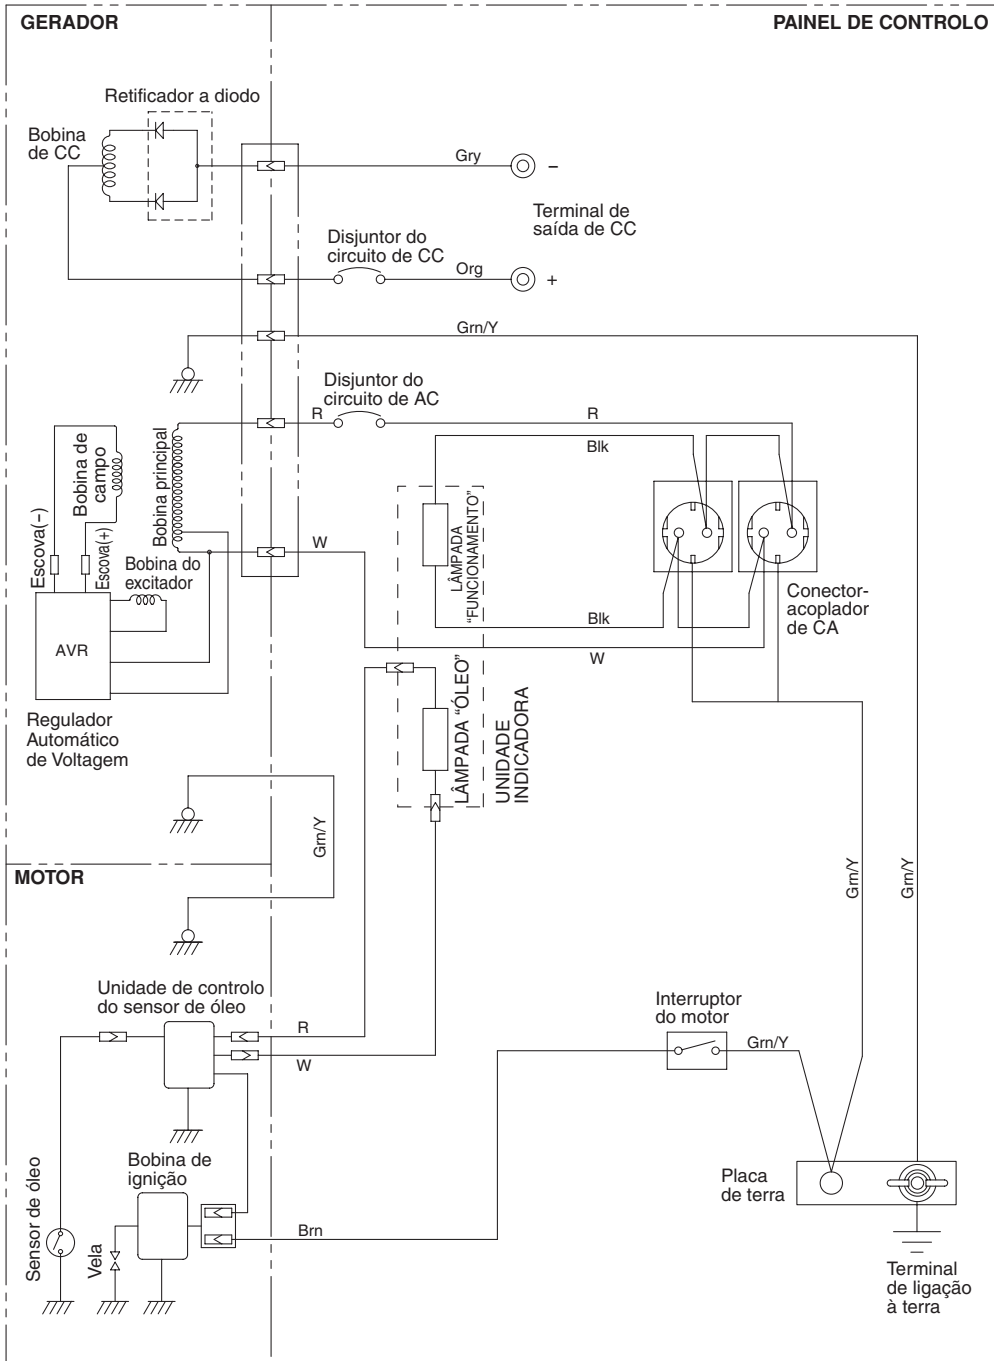 GERADOR
PAINEL DE CONTROLO
Retificador a diodo
Bobina
de CC
Gry
−
Terminal de
saída de CC
Disjuntor do
circuito de CC
Org
+
Grn/Y
Disjuntor do
circuito de AC
R
R
Blk
Bobina de
campo
Bobina principal
Escova(-)
Escova(+)
Bobina do
excitador
W
LÂMPADA
“FUNCIONAMENTO”
Conector-
acoplador
de CA
Blk
W
AVR
Regulador
Automático
de Voltagem
LÂMPADA “ÓLEO”
UNIDADE
INDICADORA
Grn/Y
MOTOR
Grn/Y
Grn/Y
Unidade de controlo
do sensor de óleo
R
W
Interruptor
do motor
Grn/Y
Bobina de
ignição
Sensor de óleo
Vela
Brn
Placa
de terra
Terminal
de ligação
à terra